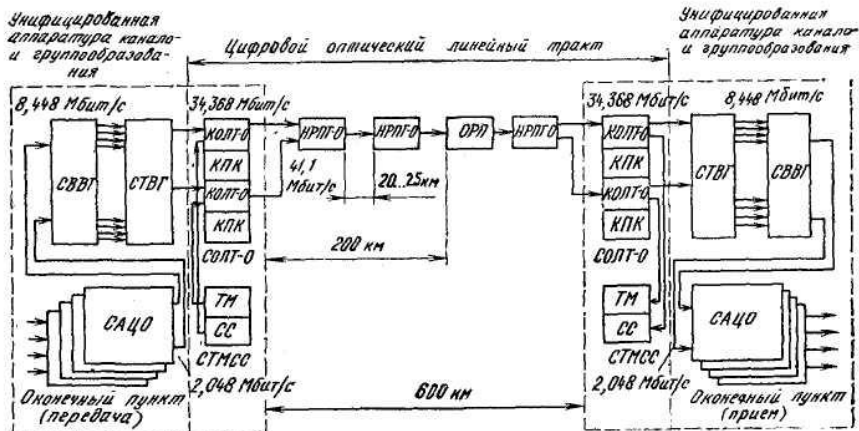 Унифицированная
аппаратура канало-
и группообразова-
ния
Цифровой оптический линейный тракт
Унифицированная
аппаратура канало-
и группообразования
8,448 Мбит/с
34,368 Мбит/с
34,368 Мбит/с
8,448 Мбит/с
СВВГ
СТВГ
КОЛТ-О
КПК
КОЛТ-О
КПК
СОЛТ-О
НРПГ-О
НРПГ-О
ОРП
НРПГ-О
41,1
Мбит/с
20...25км
200 км
КОЛТ-О
КПК
КОЛТ-О
КПК
СОЛТ-О
СТВГ
СВВГ
САЦО
ТМ
СС
СТМСС
2,048 Мбит/с
ТМ
СС
СТМСС
2,048 Мбит/с
САЦО
600 км
Оконечный пункт
(передача)
Оконечный пункт
(прием)